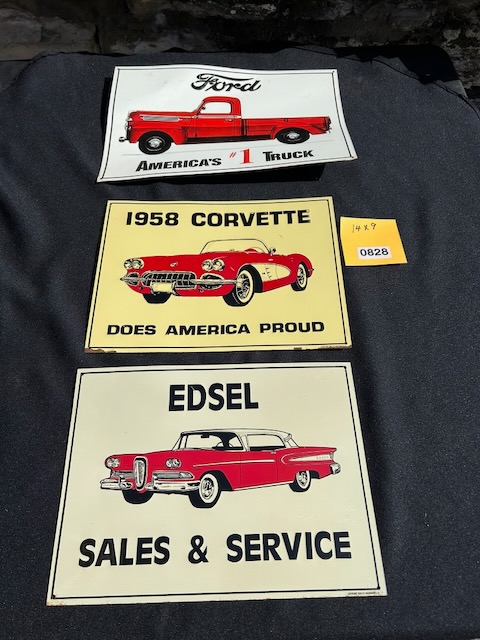 Ford
AMERICA'S #1 TRUCK
1958 CORVETTE
DOES AMERICA PROUD
14 x 9
0828
EDSEL
SALES & SERVICE